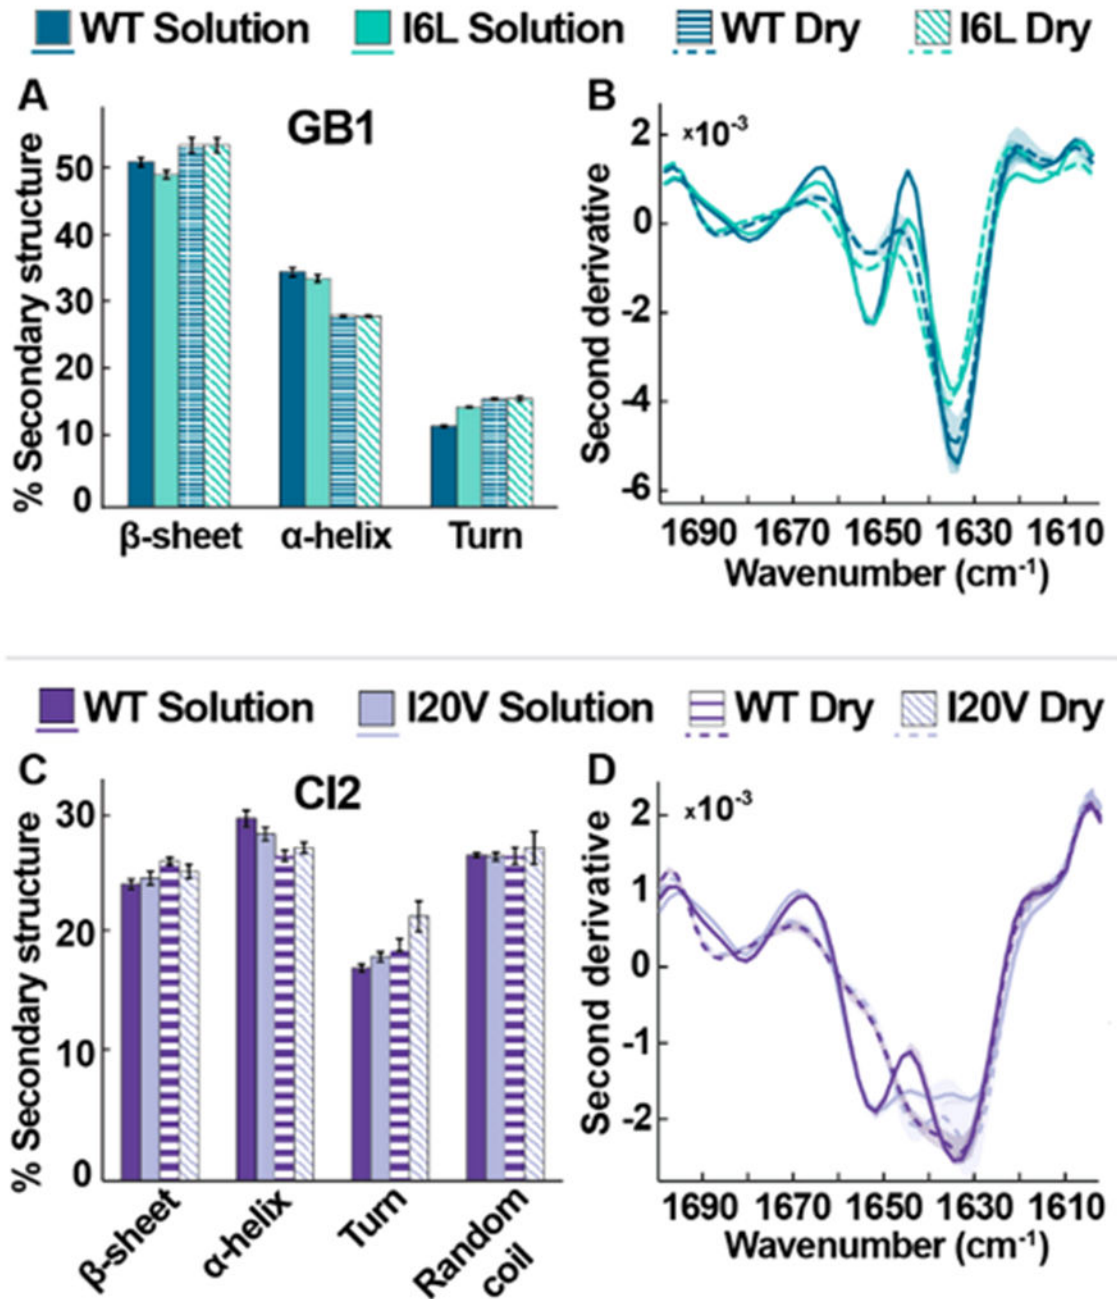 WT Solution I6L Solution WT Dry I6L Dry
A
GB1
% Secondary structure
50
40
30
20
10
0
β-sheet α-helix Turn
B
×10⁻³
Second derivative
2
0
-2
-4
-6
1690 1670 1650 1630 1610
Wavenumber (cm⁻¹)
WT Solution I20V Solution WT Dry I20V Dry
C
CI2
% Secondary structure
30
20
10
0
β-sheet α-helix Turn Random coil
D
×10⁻³
Second derivative
2
1
0
-1
-2
1690 1670 1650 1630 1610
Wavenumber (cm⁻¹)